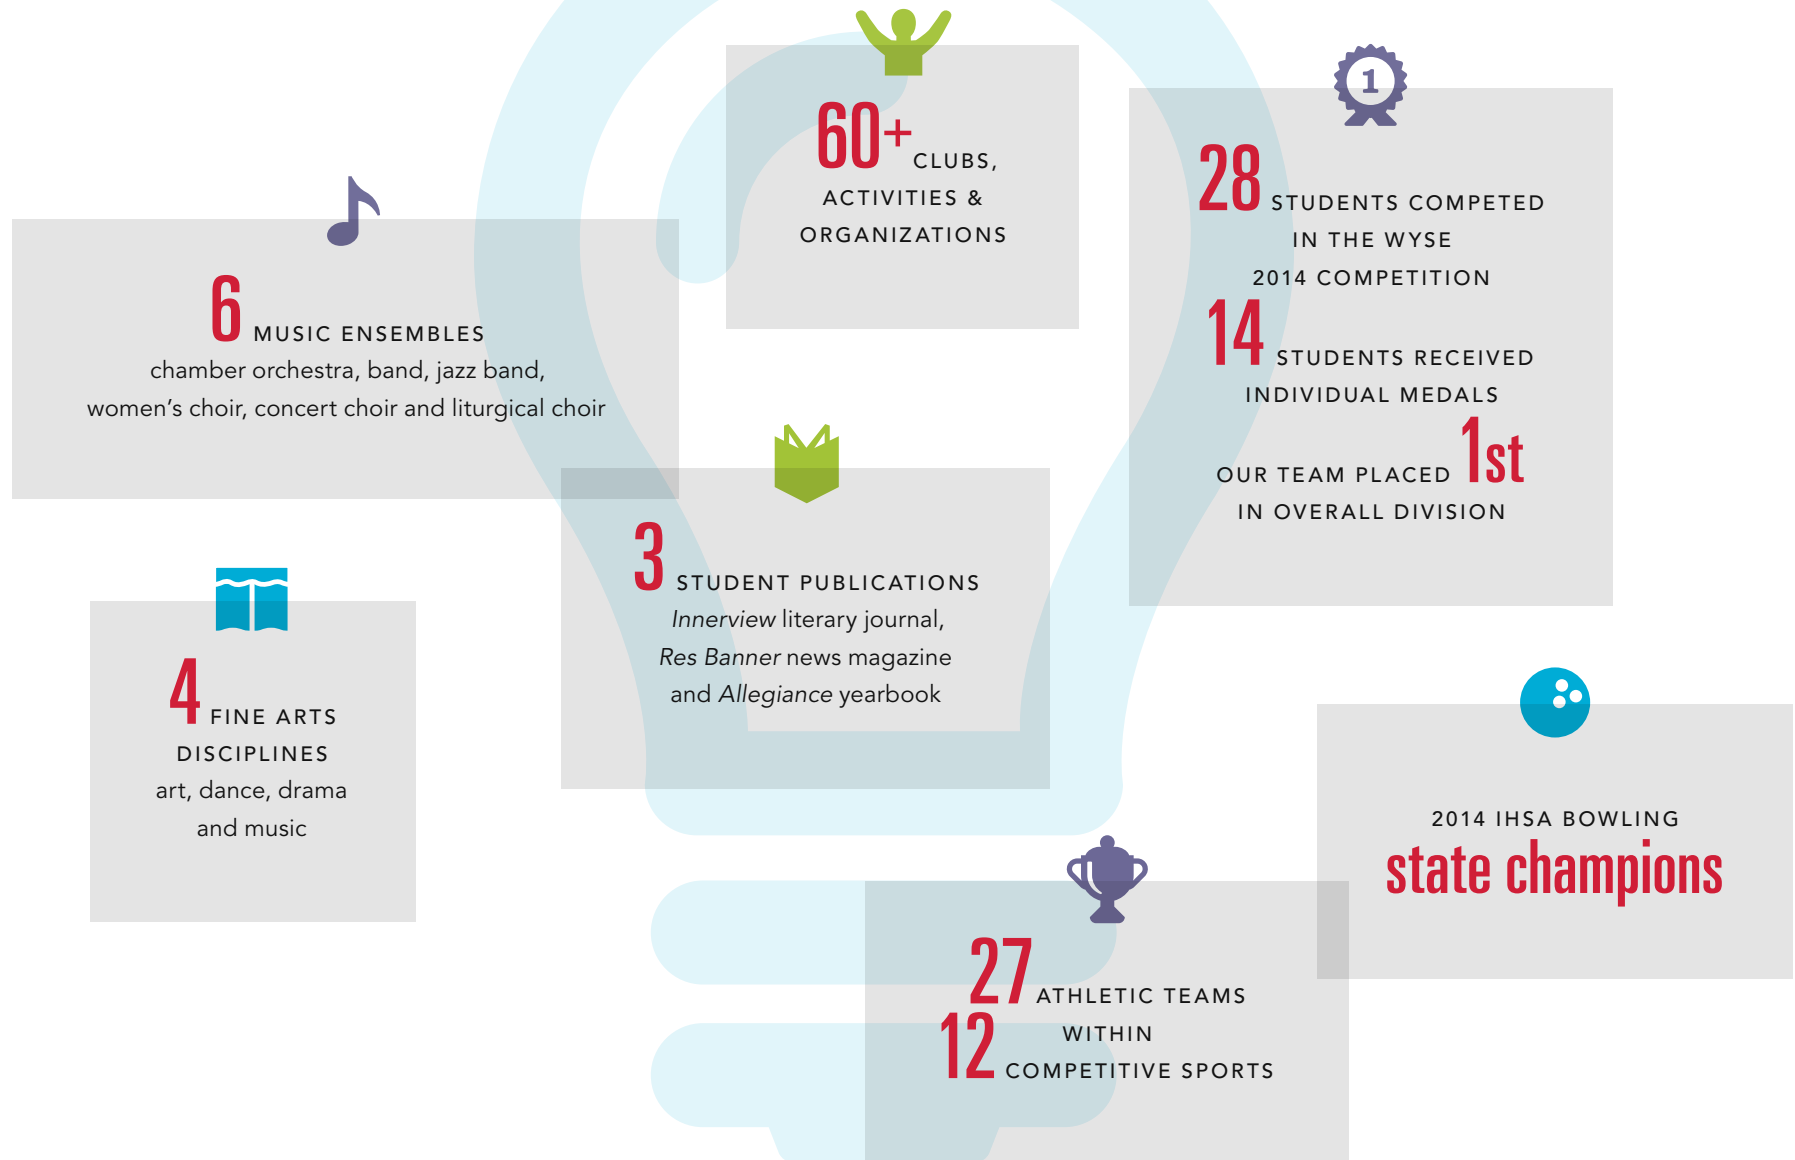 60+ CLUBS,
ACTIVITIES &
ORGANIZATIONS
1
28 STUDENTS COMPETED
IN THE WYSE
2014 COMPETITION
14 STUDENTS RECEIVED
INDIVIDUAL MEDALS
OUR TEAM PLACED 1st
IN OVERALL DIVISION
6 MUSIC ENSEMBLES
chamber orchestra, band, jazz band,
women's choir, concert choir and liturgical choir
3 STUDENT PUBLICATIONS
Innerview literary journal,
Res Banner news magazine
and Allegiance yearbook
4 FINE ARTS
DISCIPLINES
art, dance, drama
and music
2014 IHSA BOWLING
state champions
27 ATHLETIC TEAMS
WITHIN
12 COMPETITIVE SPORTS